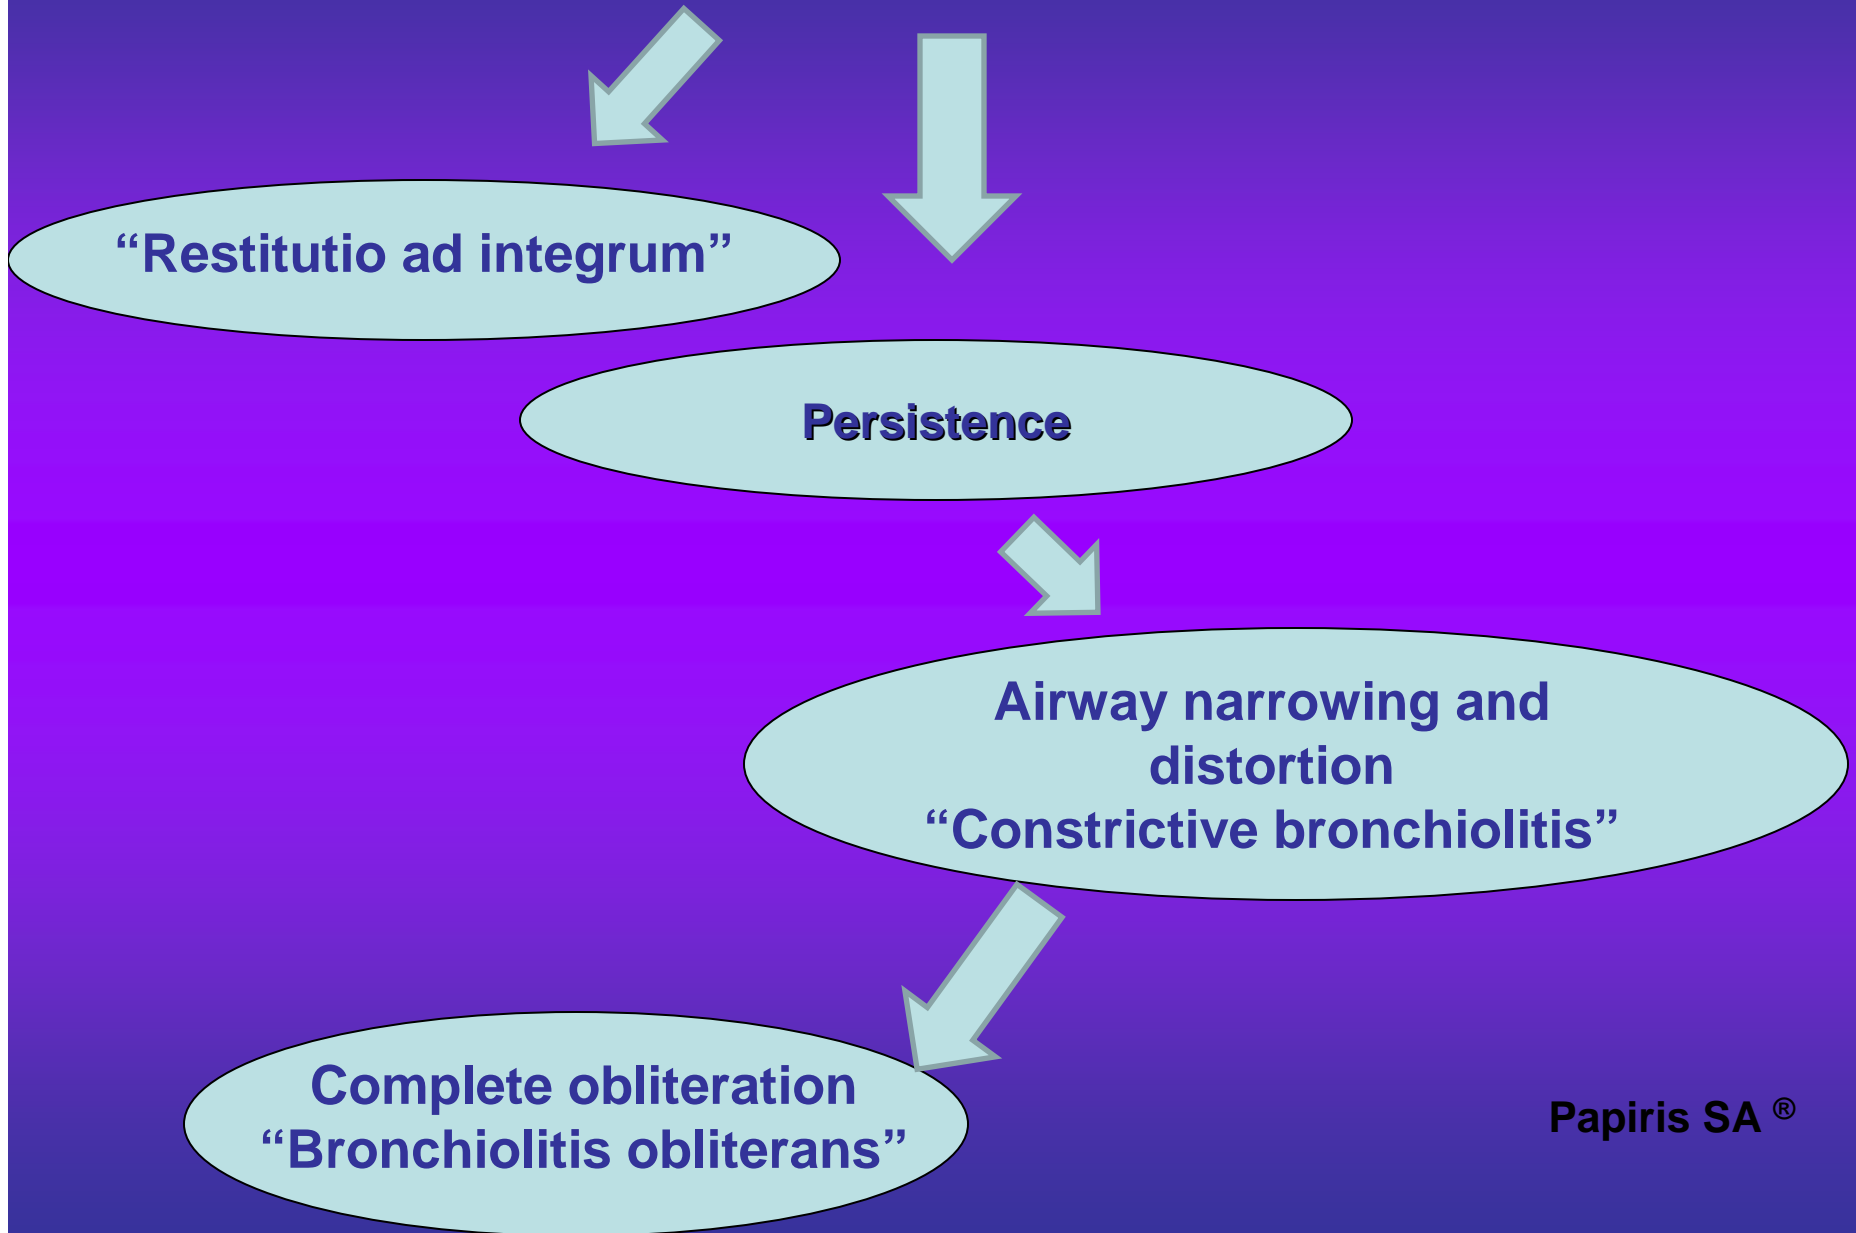 “Restitutio ad integrum”
Persistence
Airway narrowing and
distortion
“Constrictive bronchiolitis”
Complete obliteration
“Bronchiolitis obliterans”
Papiris SA ®